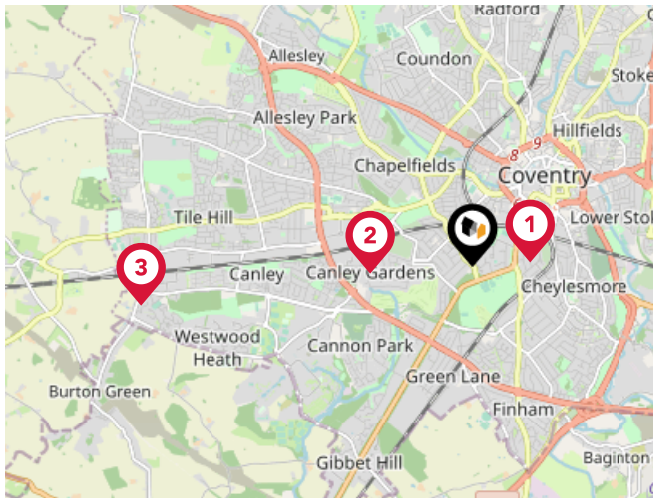 Radford
Allesley
Coundon
Stoke
Allesley Park
Hillfields
9
8
Chapelfields
Coventry
Tile Hill
Lower Stol
1
2
3
Canley
Canley Gardens
Cheylesmore
Westwood
Heath
Cannon Park
Green Lane
Burton Green
Finham
Gibbet Hill
Baginton